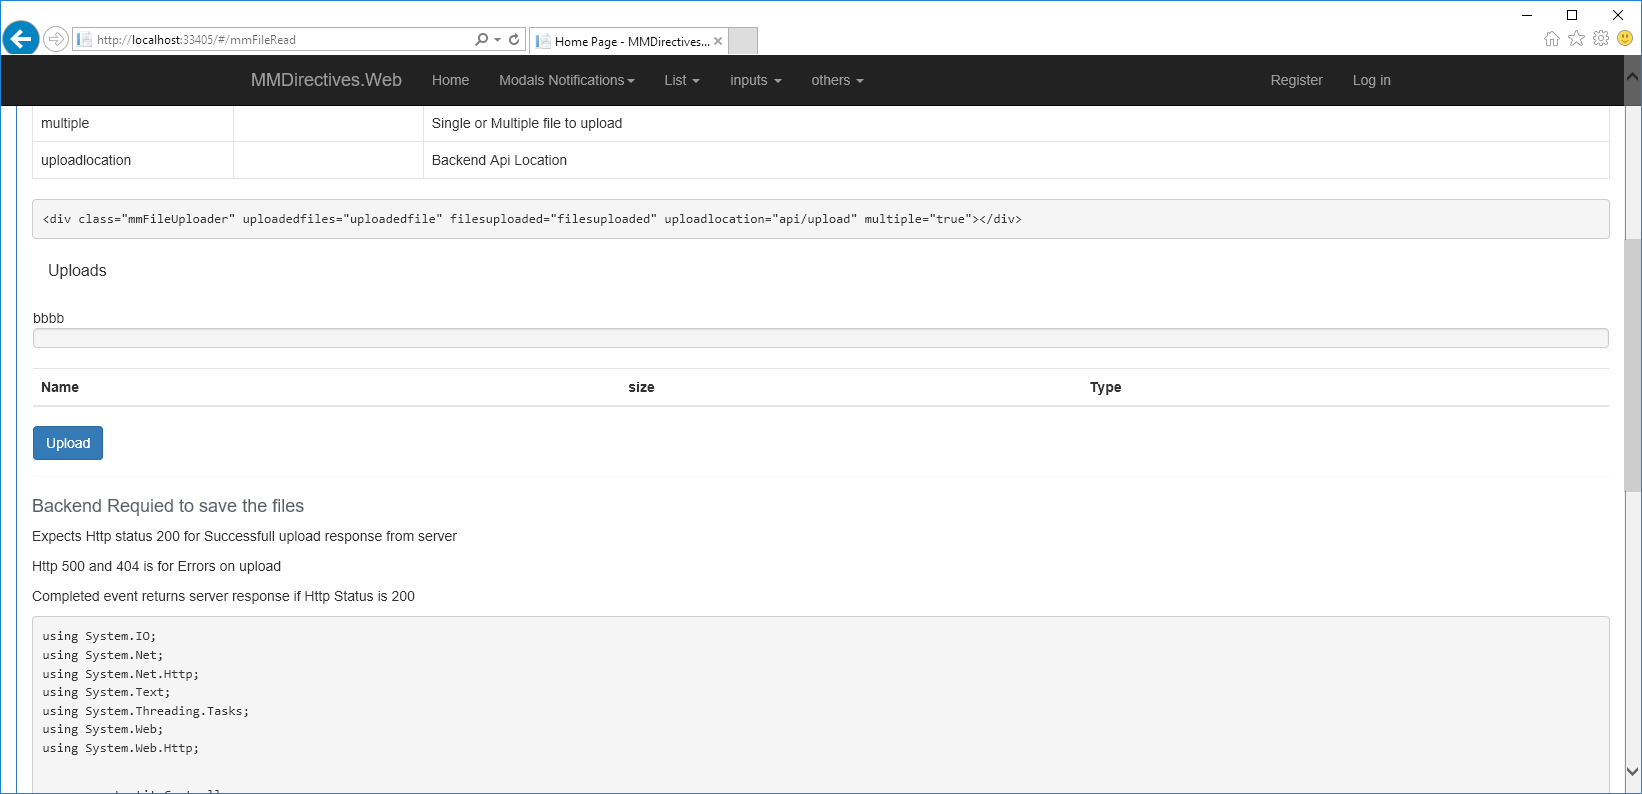 http://localhost:33405/#/mmFileRead
Home Page - MMDirectives...
MMDirectives.Web Home Modals Notifications List inputs others Register Log in
multiple Single or Multiple file to upload
uploadlocation Backend Api Location
<div class="mmFileUploader" uploadedfiles="uploadedfile" filesuploaded="filesuploaded" uploadlocation="api/upload" multiple="true"></div>
Uploads
bbbb
Name size Type
Upload
Backend Requied to save the files
Expects Http status 200 for Successfull upload response from server
Http 500 and 404 is for Errors on upload
Completed event returns server response if Http Status is 200
using System.IO;
using System.Net;
using System.Net.Http;
using System.Text;
using System.Threading.Tasks;
using System.Web;
using System.Web.Http;